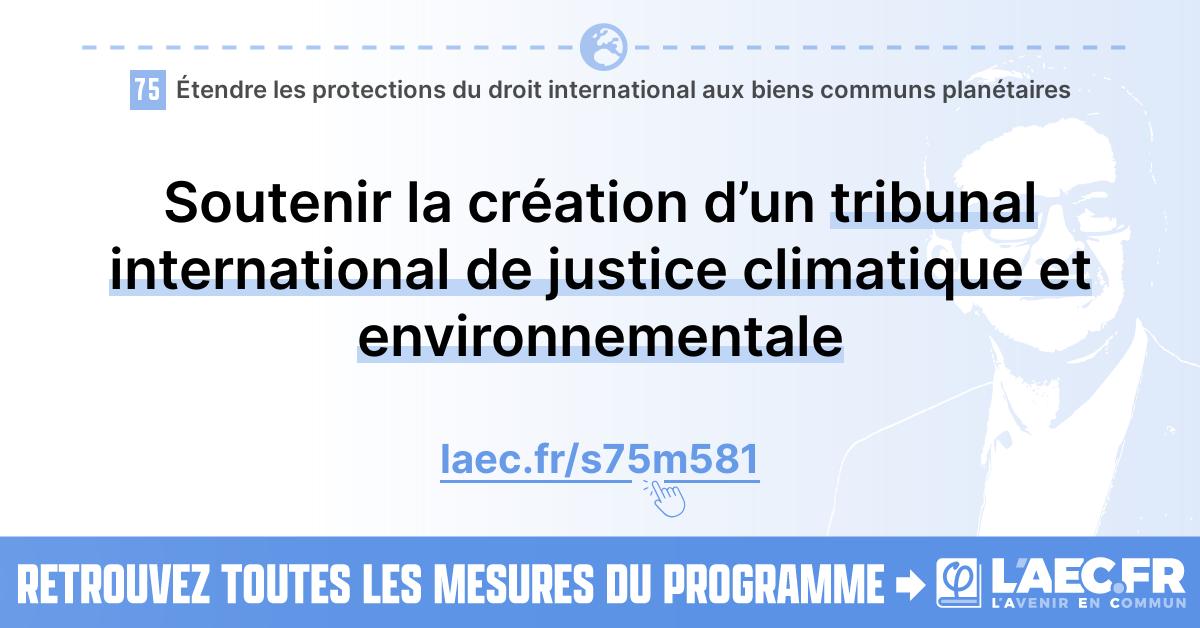 75 Étendre les protections du droit international aux biens communs planétaires
Soutenir la création d’un tribunal
international de justice climatique et
environnementale
laec.fr/s75m581
RETROUVEZ TOUTES LES MESURES DU PROGRAMME
L'AEC.FR
L'AVENIR EN COMMUN